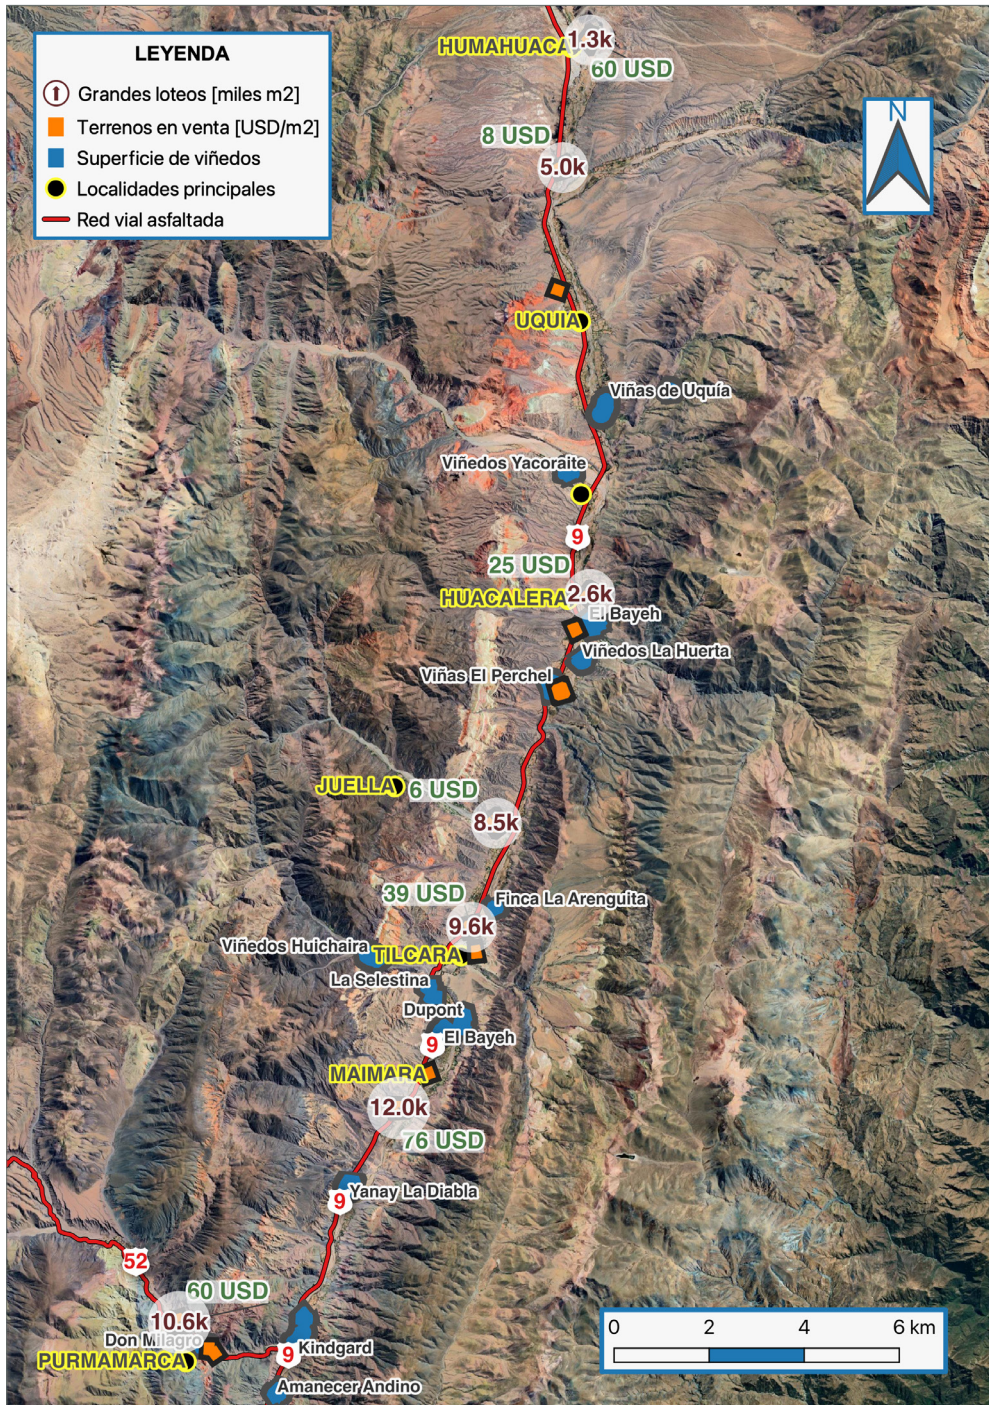 LEYENDA
Grandes loteos [miles m2]
Terrenos en venta [USD/m2]
Superficie de viñedos
Localidades principales
Red vial asfaltada
N
HUMAHUACA
1.3k
60 USD
8 USD
5.0k
UQUIA
Viñas de Uquía
Viñedos Yacoraite
9
25 USD
HUACALERA
2.6k
El Bayeh
Viñedos La Huerta
Viñas El Perchel
JUELLA
6 USD
8.5k
39 USD
Finca La Arenguita
9.6k
Viñedos Huichaira
TILCARA
La Selestina
Dupont
El Bayeh
9
MAIMARA
12.0k
76 USD
Yanay La Diabla
9
52
60 USD
10.6k
Don Milagro
PURMAMARCA
9
Kindgard
Amanecer Andino
0 2 4 6 km